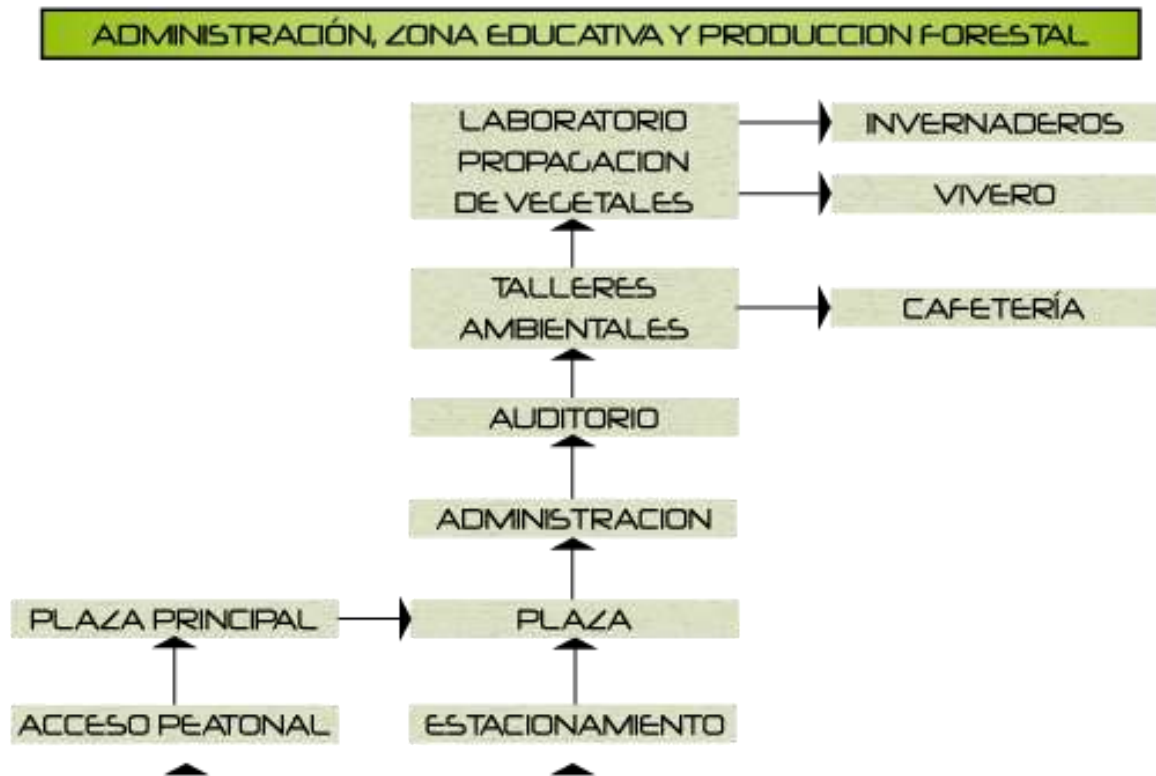 ADMINISTRACIÓN, ZONA EDUCATIVA Y PRODUCCION FORESTAL
LABORATORIO
PROPAGACION
DE VEGETALES
INVERNADEROS
VIVERO
TALLERES
AMBIENTALES
CAFETERÍA
AUDITORIO
ADMINISTRACION
PLAZA PRINCIPAL
PLAZA
ACCESO PEATONAL
ESTACIONAMIENTO